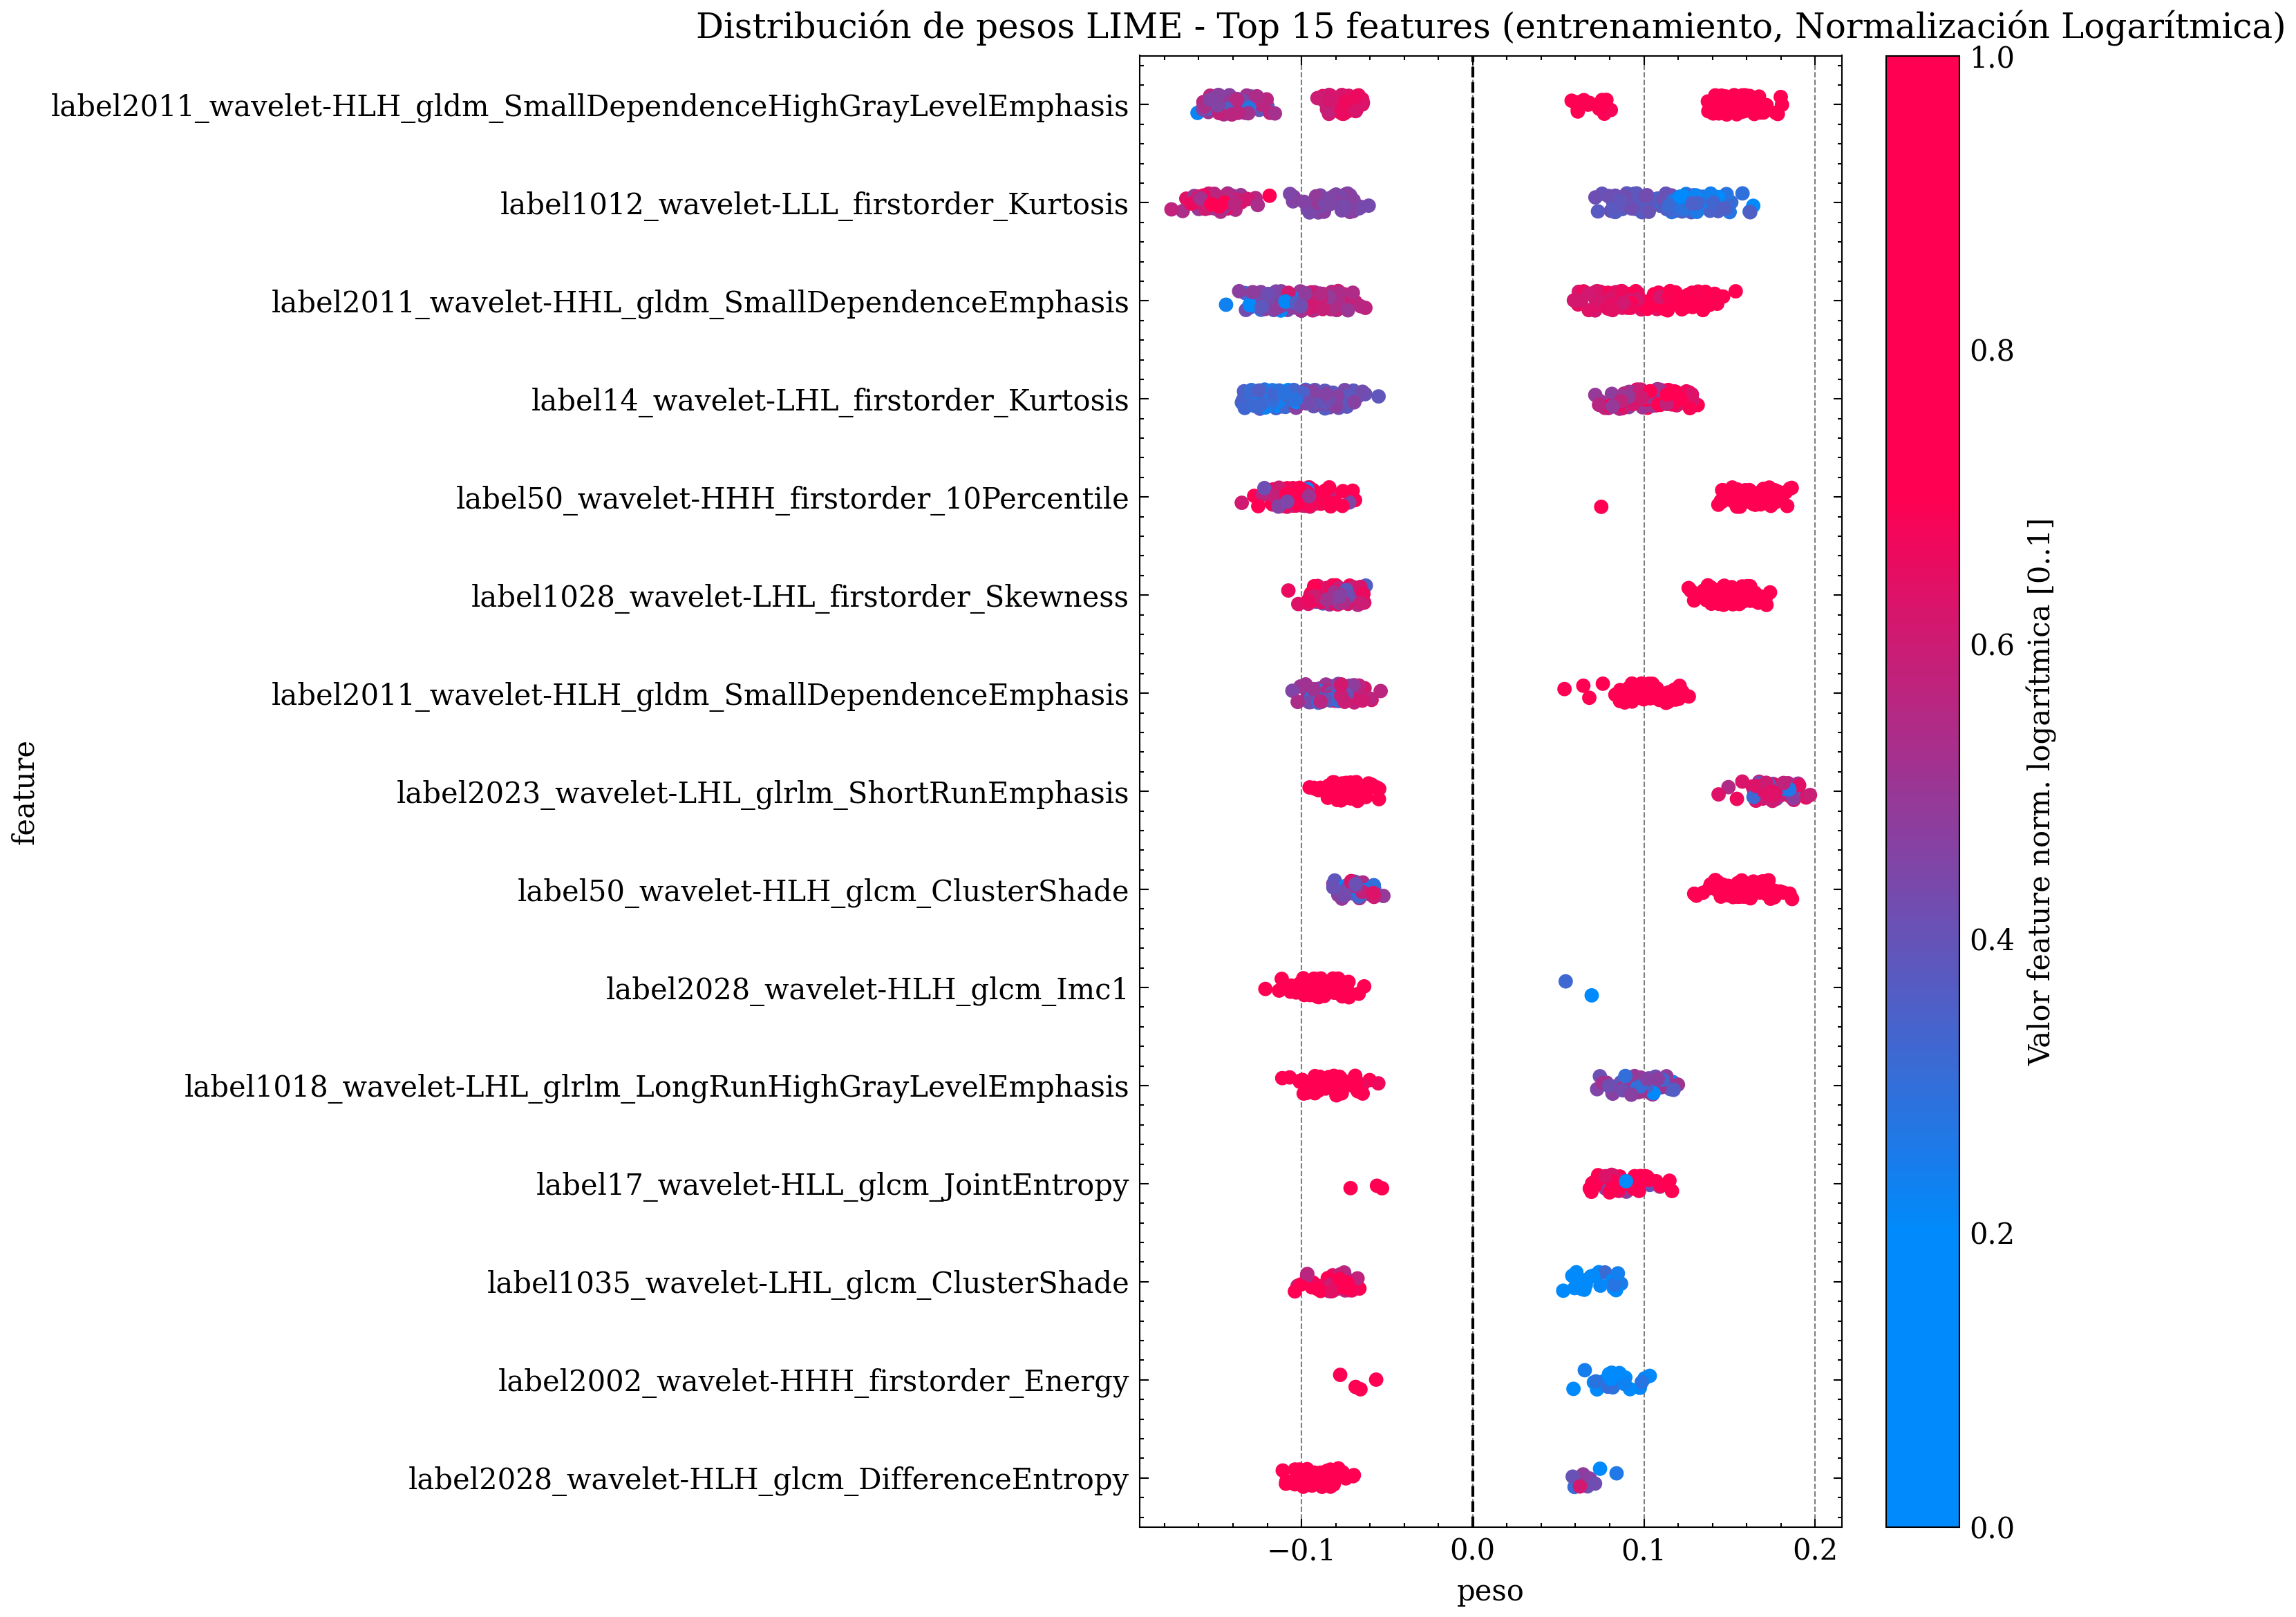 Distribución de pesos LIME - Top 15 features (entrenamiento, Normalización Logarítmica)
label2011_wavelet-HLH_gldm_SmallDependenceHighGrayLevelEmphasis
label1012_wavelet-LLL_firstorder_Kurtosis
label2011_wavelet-HHL_gldm_SmallDependenceEmphasis
label14_wavelet-LHL_firstorder_Kurtosis
label50_wavelet-HHH_firstorder_10Percentile
label1028_wavelet-LHL_firstorder_Skewness
label2011_wavelet-HLH_gldm_SmallDependenceEmphasis
label2023_wavelet-LHL_glrlm_ShortRunEmphasis
label50_wavelet-HLH_glcm_ClusterShade
label2028_wavelet-HLH_glcm_Imc1
label1018_wavelet-LHL_glrlm_LongRunHighGrayLevelEmphasis
label17_wavelet-HLL_glcm_JointEntropy
label1035_wavelet-LHL_glcm_ClusterShade
label2002_wavelet-HHH_firstorder_Energy
label2028_wavelet-HLH_glcm_DifferenceEntropy
feature
−0.1
0.0
0.1
0.2
peso
1.0
0.8
0.6
0.4
0.2
0.0
Valor feature norm. logarítmica [0..1]